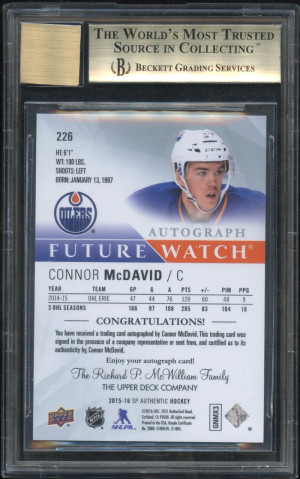 THE WORLD'S MOST TRUSTED
SOURCE IN COLLECTING™
(B) BECKETT GRADING SERVICES
226
HT: 6'1"
WT: 190 LBS.
SHOOTS: LEFT
BORN: JANUARY 13, 1997
OILERS
AUTOGRAPH
FUTURE WATCH®
CONNOR McDAVID / C
YEAR TEAM GP G A PTS +/- PIM PPG
2014-15 OHL ERIE 47 44 76 120 60 48 9
3 OHL SEASONS 166 97 188 285 83 104 18
CONGRATULATIONS!
You have received a trading card autographed by Connor McDavid. This trading card was
signed in the presence of a company representative or sent from, and certified as to its
authenticity by Connor McDavid.
Enjoy your autograph card!
The Richard P. McWilliam Family
THE UPPER DECK COMPANY
2015-16 SP AUTHENTIC HOCKEY
NHLPA
GMMX3